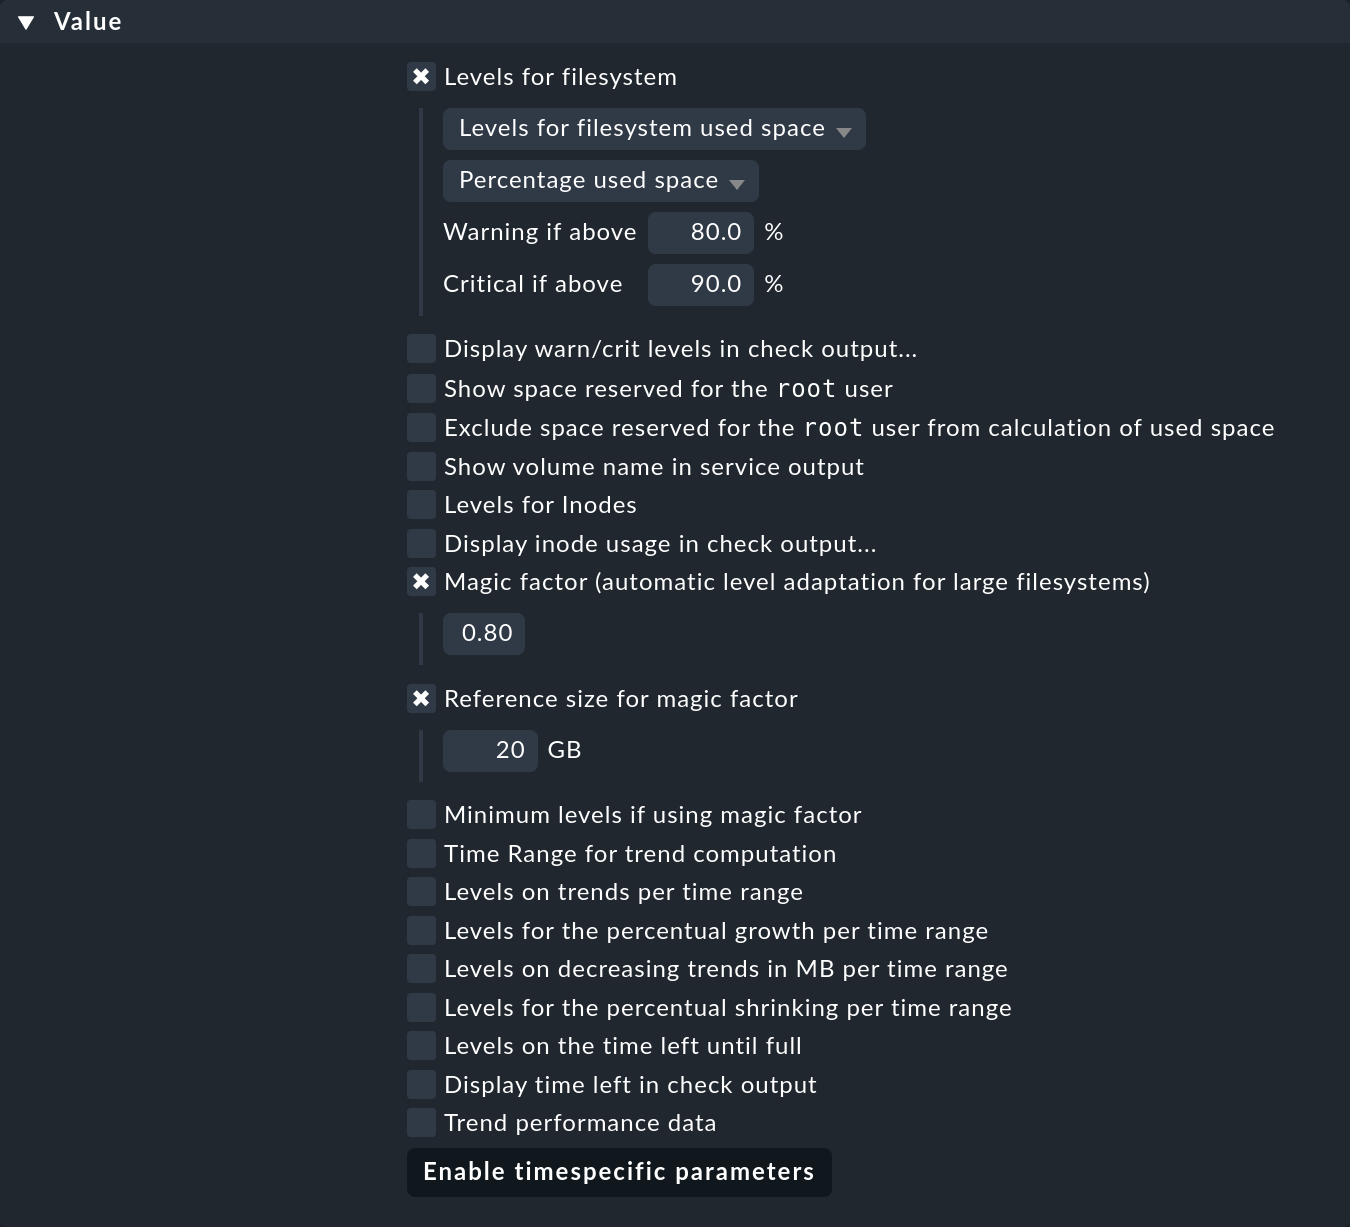 Value
Levels for filesystem
Levels for filesystem used space
Percentage used space
Warning if above 80.0 %
Critical if above 90.0 %
Display warn/crit levels in check output...
Show space reserved for the root user
Exclude space reserved for the root user from calculation of used space
Show volume name in service output
Levels for Inodes
Display inode usage in check output...
Magic factor (automatic level adaptation for large filesystems)
0.80
Reference size for magic factor
20 GB
Minimum levels if using magic factor
Time Range for trend computation
Levels on trends per time range
Levels for the percentual growth per time range
Levels on decreasing trends in MB per time range
Levels for the percentual shrinking per time range
Levels on the time left until full
Display time left in check output
Trend performance data
Enable timespecific parameters